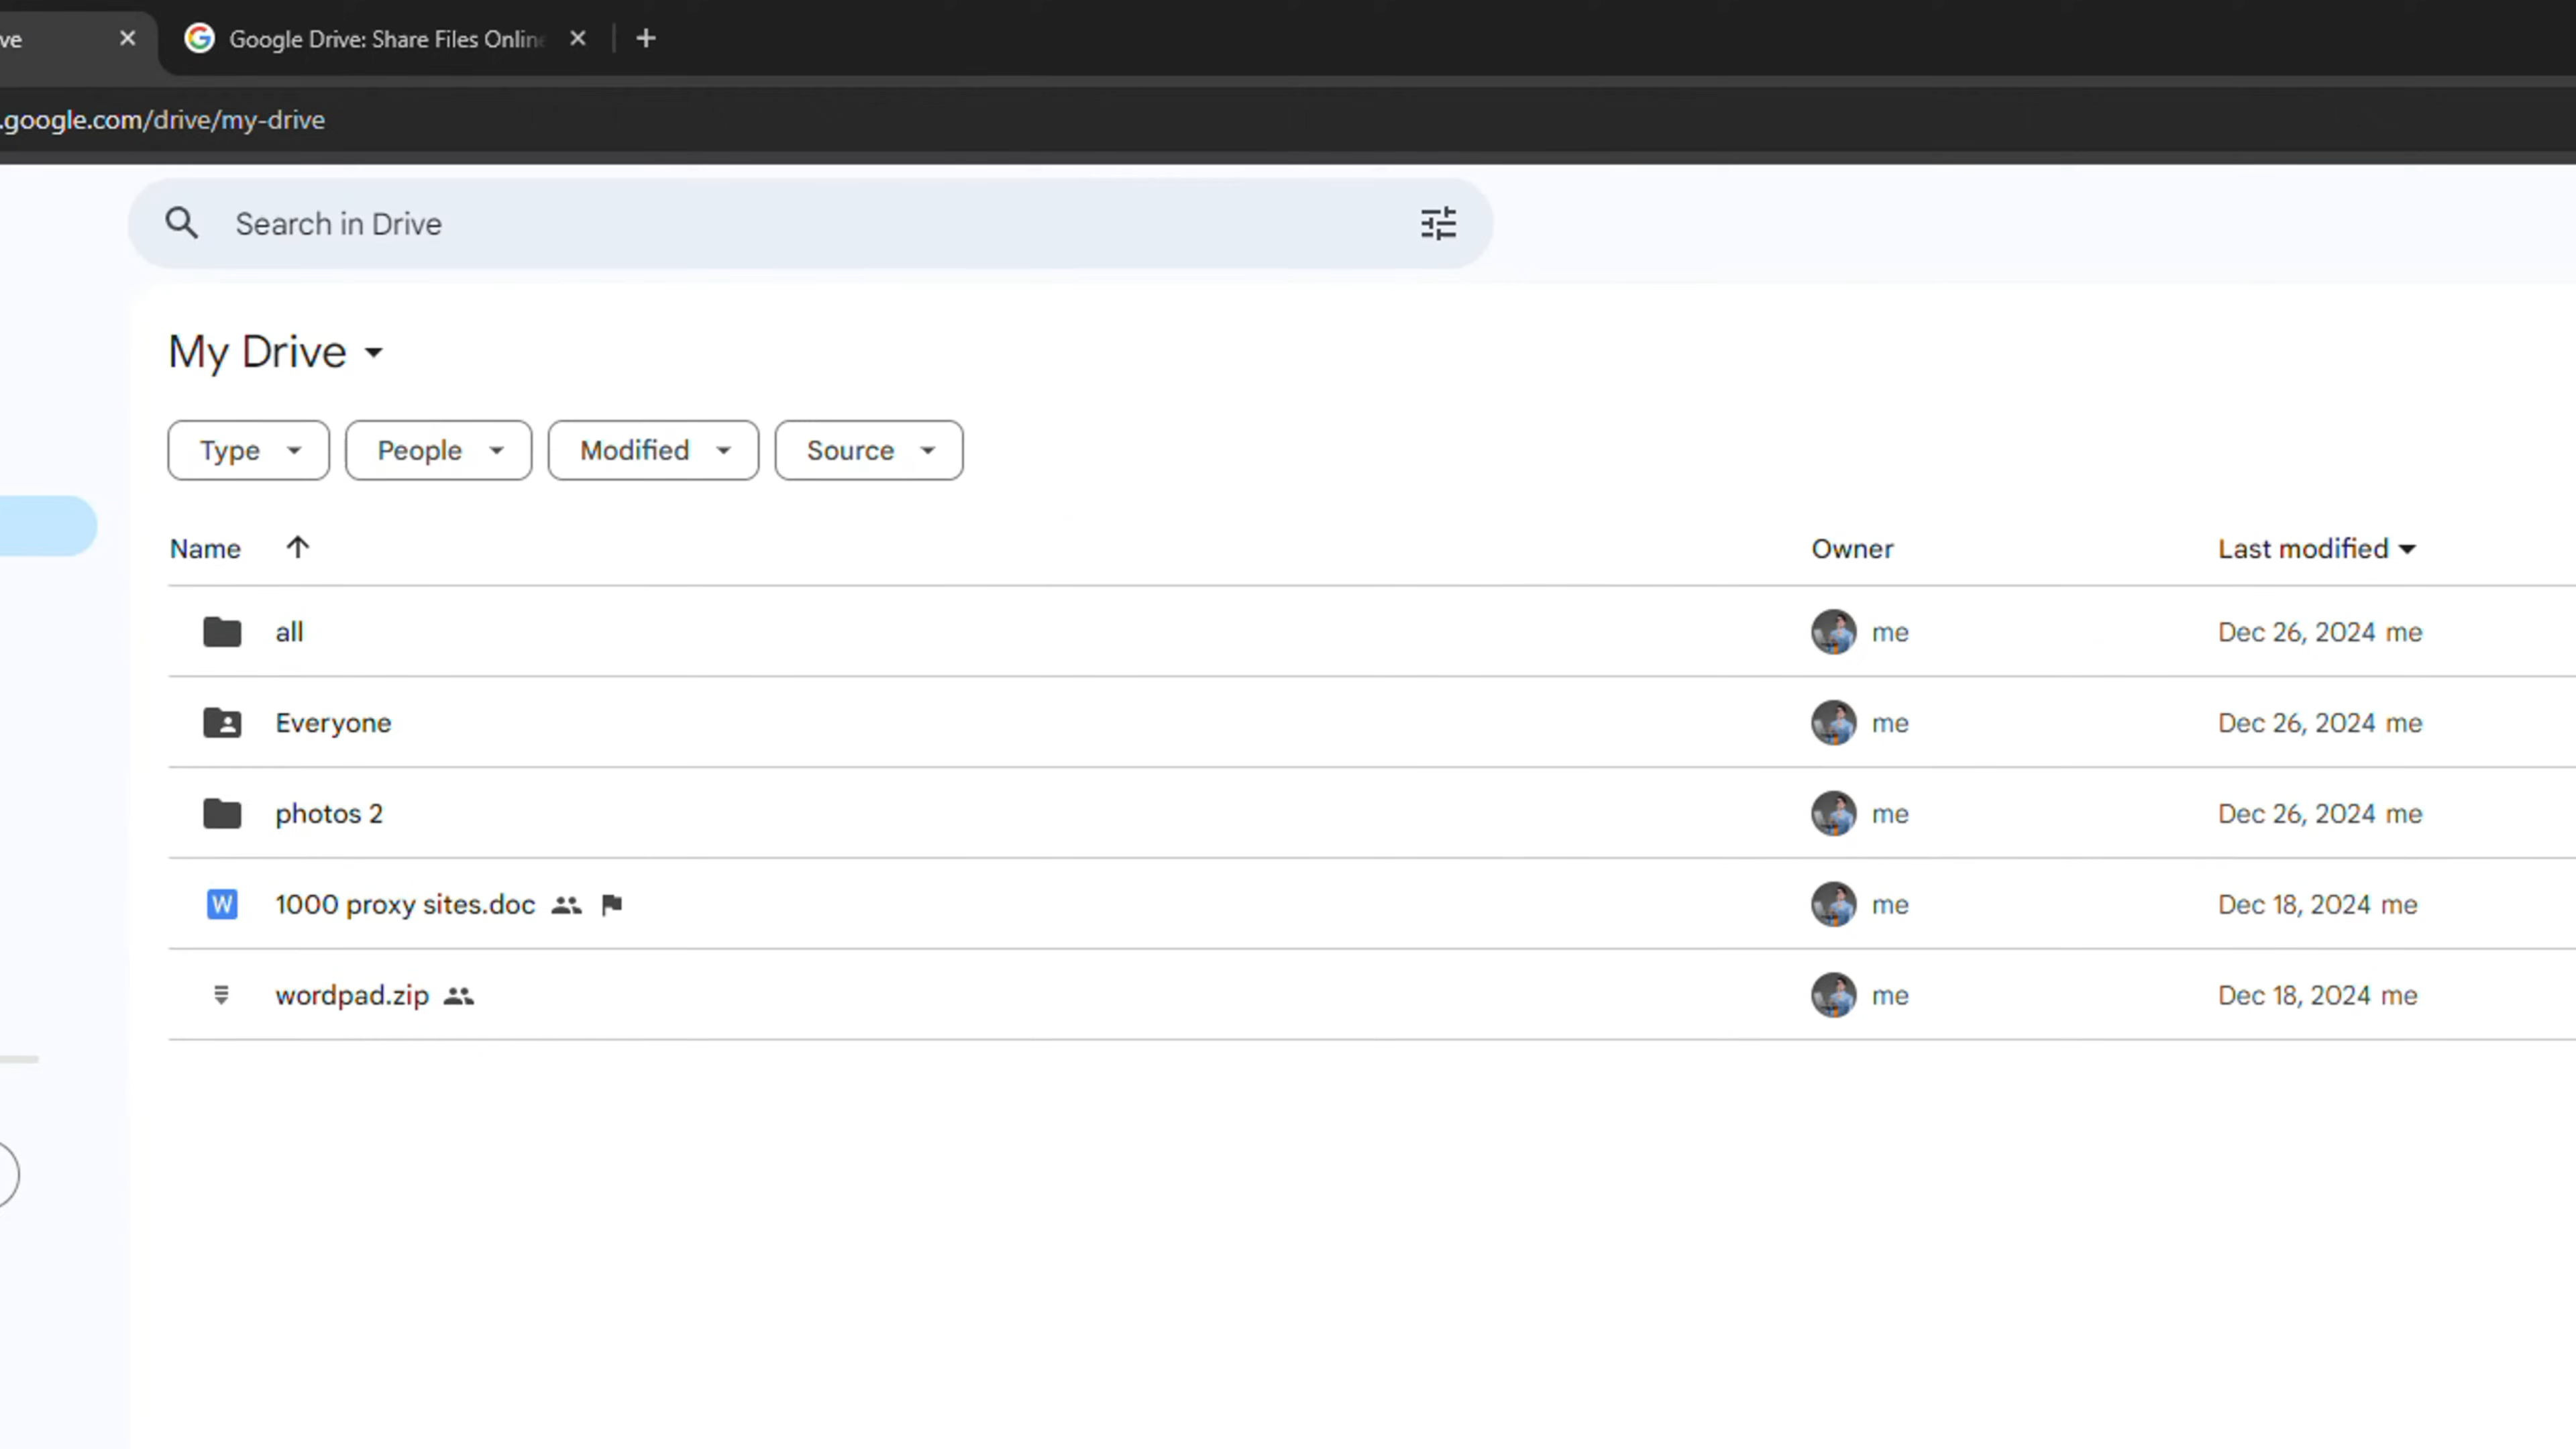 ve Google Drive: Share Files Online
.google.com/drive/my-drive
Search in Drive
My Drive
Type People Modified Source
Name Owner Last modified
all me Dec 26, 2024 me
Everyone me Dec 26, 2024 me
photos 2 me Dec 26, 2024 me
W 1000 proxy sites.doc me Dec 18, 2024 me
wordpad.zip me Dec 18, 2024 me